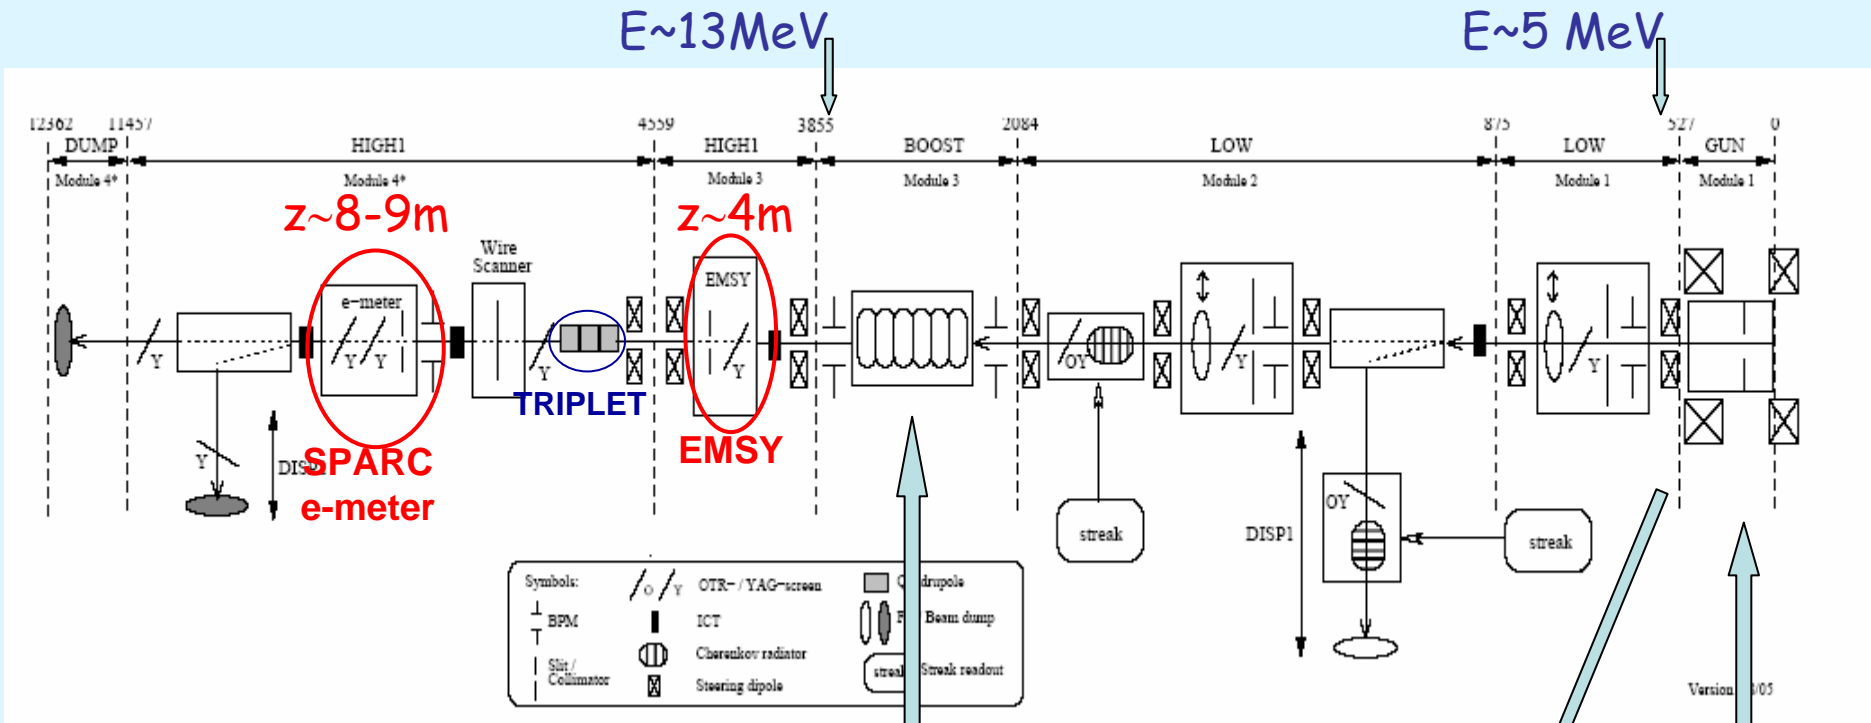 E~13MeV
E~5 MeV
12362
11457
4559
3855
2084
875
527
0
DUMP
HIGH1
HIGH1
BOOST
LOW
LOW
GUN
Module 4*
Module 4*
Module 3
Module 3
Module 2
Module 1
Module 1
z~8-9m
z~4m
Wire
Scanner
EMSY
e-meter
Y
Y
Y
Y
Y
OY
Y
Y
TRIPLET
EMSY
Y
SPARC
e-meter
streak
DISP1
OY
streak
Symbols:
O
Y
OTR- / YAG-screen
BPM
ICT
Beam dump
Cherenkov radiator
Slit /
Collimator
Steering dipole
Streak readout
Version
/05